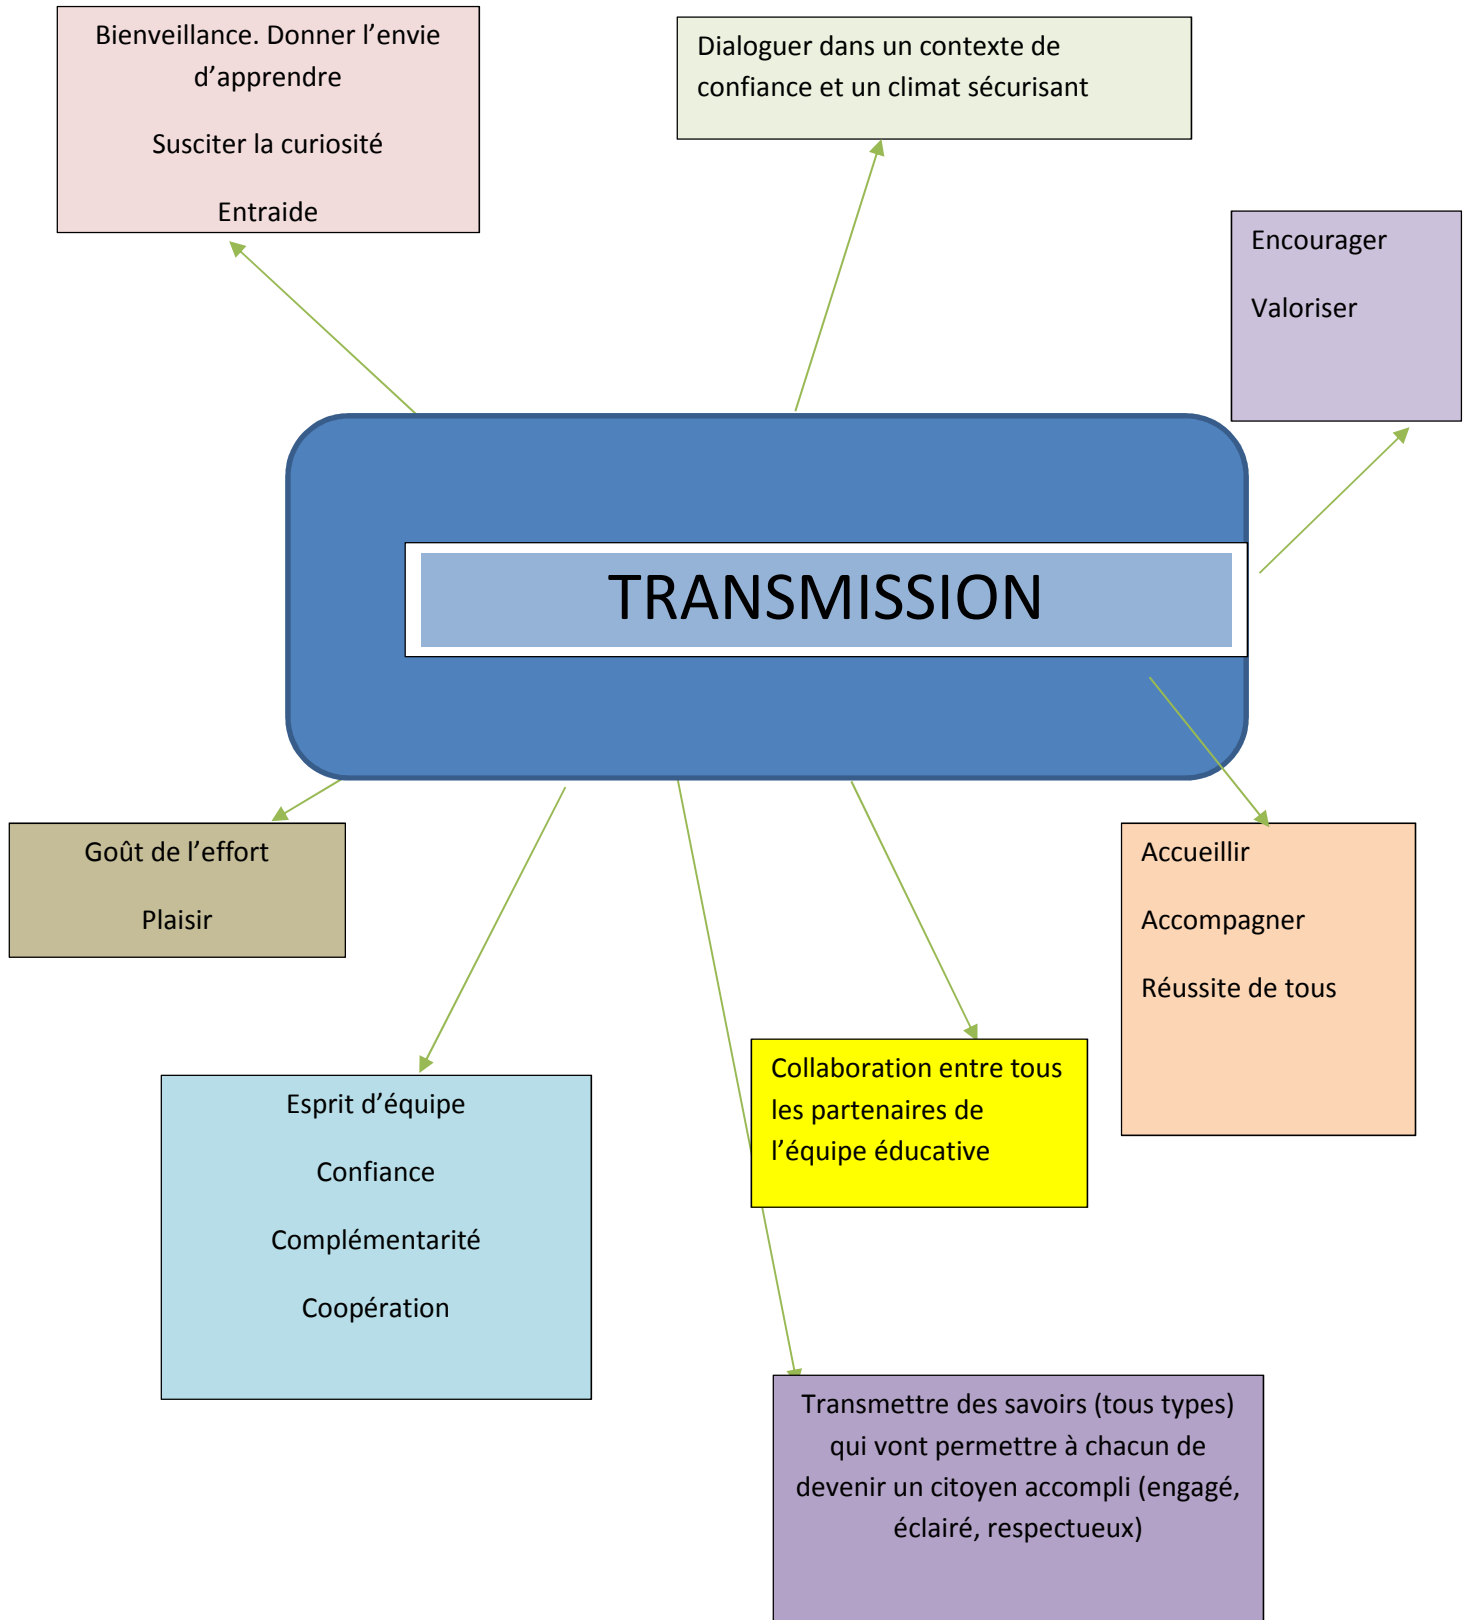 Bienveillance. Donner l’envie
d’apprendre
Susciter la curiosité
Entraide
Dialoguer dans un contexte de
confiance et un climat sécurisant
Encourager
Valoriser
TRANSMISSION
Goût de l’effort
Plaisir
Accueillir
Accompagner
Réussite de tous
Esprit d’équipe
Confiance
Complémentarité
Coopération
Collaboration entre tous
les partenaires de
l’équipe éducative
Transmettre des savoirs (tous types)
qui vont permettre à chacun de
devenir un citoyen accompli (engagé,
éclairé, respectueux)